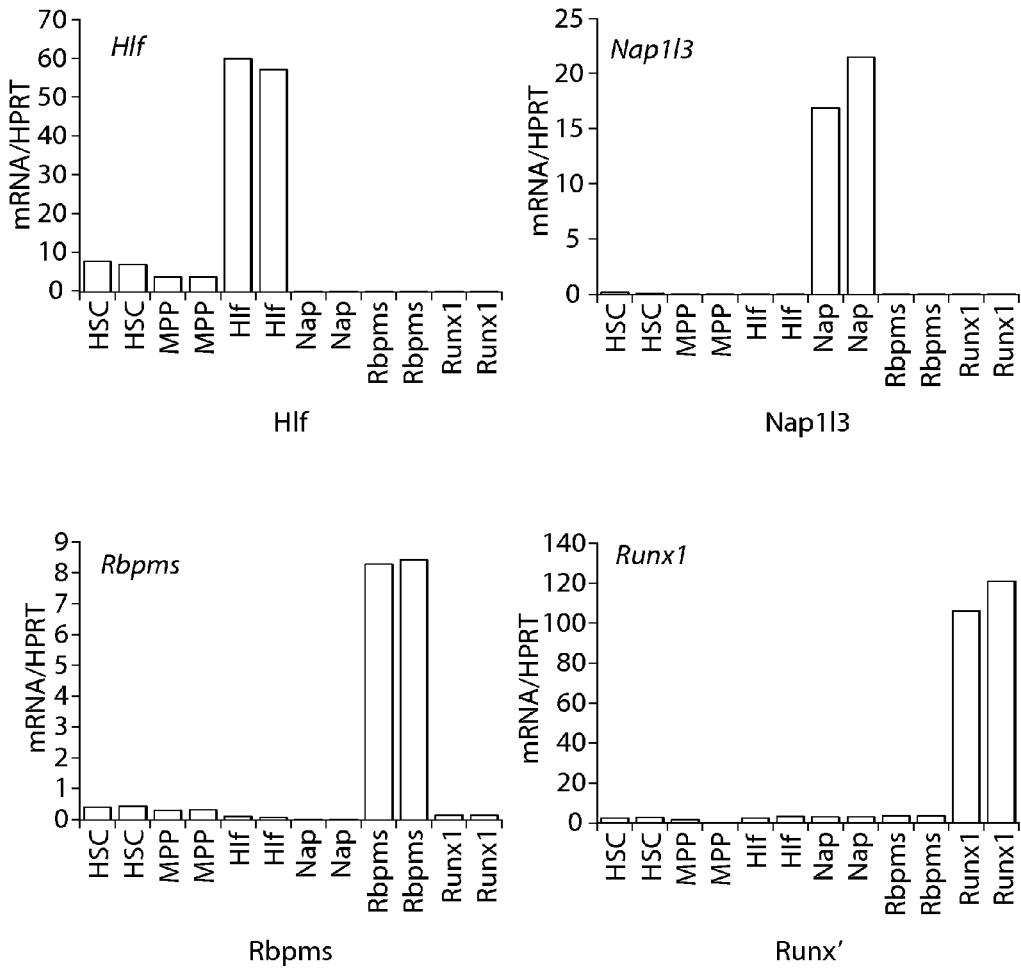 Hlf
mRNA/HPRT
70
60
50
40
30
20
10
0
HSC HSC MPP MPP Hlf Hlf Nap Nap Rbpms Rbpms Runx1 Runx1
Hlf
Nap1l3
mRNA/HPRT
25
20
15
10
5
0
HSC HSC MPP MPP Hlf Hlf Nap Nap Rbpms Rbpms Runx1 Runx1
Nap1l3
Rbpms
mRNA/HPRT
9
8
7
6
5
4
3
2
1
0
HSC HSC MPP MPP Hlf Hlf Nap Nap Rbpms Rbpms Runx1 Runx1
Rbpms
Runx1
mRNA/HPRT
140
120
100
80
60
40
20
0
HSC HSC MPP MPP Hlf Hlf Nap Nap Rbpms Rbpms Runx1 Runx1
Runx′